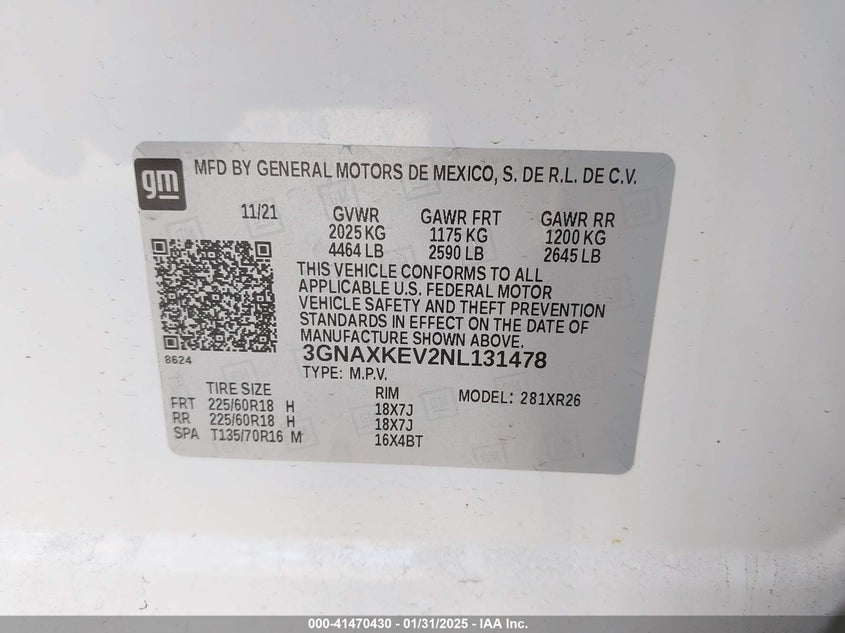 gm
MFD BY GENERAL MOTORS DE MEXICO, S. DE R.L. DE C.V.
11/21 GVWR GAWR FRT GAWR RR
2025 KG 1175 KG 1200 KG
4464 LB 2590 LB 2645 LB
THIS VEHICLE CONFORMS TO ALL
APPLICABLE U.S. FEDERAL MOTOR
VEHICLE SAFETY AND THEFT PREVENTION
STANDARDS IN EFFECT ON THE DATE OF
MANUFACTURE SHOWN ABOVE.
8624
3GNAXKEV2NL131478
TYPE: M.P.V.
TIRE SIZE RIM MODEL: 281XR26
FRT 225/60R18 H 18X7J
RR 225/60R18 H 18X7J
SPA T135/70R16 M 16X4BT
000-41470430 - 01/31/2025 - IAA Inc.